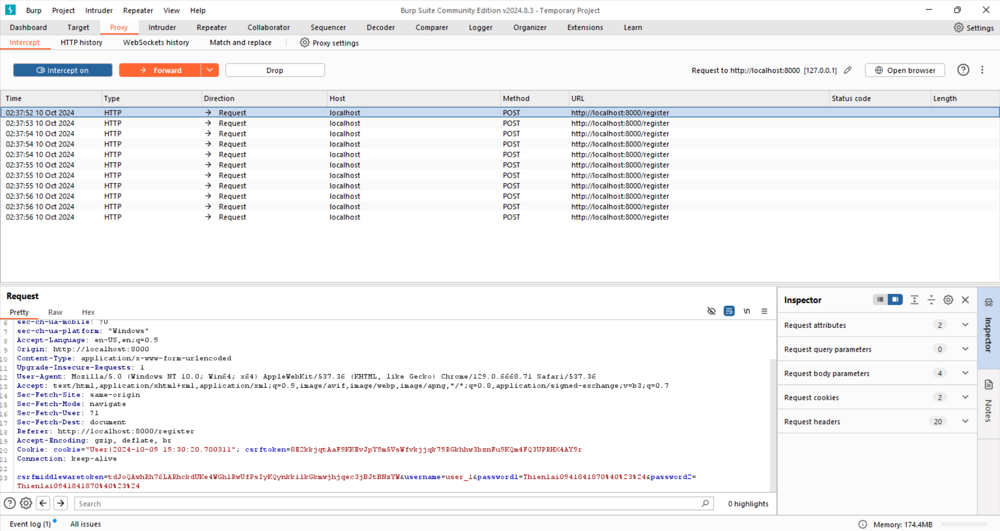 Burp Project Intruder Repeater View Help Burp Suite Community Edition v2024.8.3 - Temporary Project
Dashboard Target Proxy Intruder Repeater Collaborator Sequencer Decoder Comparer Logger Organizer Extensions Learn Settings
Intercept HTTP history WebSockets history Match and replace Proxy settings
Intercept on Forward Drop Request to http://localhost:8000 [127.0.0.1] Open browser
Time Type Direction Host Method URL Status code Length
02:37:52 10 Oct 2024 HTTP → Request localhost POST http://localhost:8000/register
02:37:53 10 Oct 2024 HTTP → Request localhost POST http://localhost:8000/register
02:37:54 10 Oct 2024 HTTP → Request localhost POST http://localhost:8000/register
02:37:54 10 Oct 2024 HTTP → Request localhost POST http://localhost:8000/register
02:37:54 10 Oct 2024 HTTP → Request localhost POST http://localhost:8000/register
02:37:55 10 Oct 2024 HTTP → Request localhost POST http://localhost:8000/register
02:37:55 10 Oct 2024 HTTP → Request localhost POST http://localhost:8000/register
02:37:55 10 Oct 2024 HTTP → Request localhost POST http://localhost:8000/register
02:37:56 10 Oct 2024 HTTP → Request localhost POST http://localhost:8000/register
02:37:56 10 Oct 2024 HTTP → Request localhost POST http://localhost:8000/register
02:37:56 10 Oct 2024 HTTP → Request localhost POST http://localhost:8000/register
Request
Pretty Raw Hex \n
6 sec-ch-ua-mobile: ?0
7 sec-ch-ua-platform: "Windows"
8 Accept-Language: en-US,en;q=0.9
9 Origin: http://localhost:8000
10 Content-Type: application/x-www-form-urlencoded
11 Upgrade-Insecure-Requests: 1
12 User-Agent: Mozilla/5.0 (Windows NT 10.0; Win64; x64) AppleWebKit/537.36 (KHTML, like Gecko) Chrome/129.0.6668.71 Safari/537.36
13 Accept: text/html,application/xhtml+xml,application/xml;q=0.9,image/avif,image/webp,image/apng,*/*;q=0.8,application/signed-exchange;v=b3;q=0.7
14 Sec-Fetch-Site: same-origin
15 Sec-Fetch-Mode: navigate
16 Sec-Fetch-User: ?1
17 Sec-Fetch-Dest: document
18 Referer: http://localhost:8000/register
19 Accept-Encoding: gzip, deflate, br
20 Cookie: cookie="User|2024-10-09 19:30:20.700311"; csrftoken=8E2kkjqtAaF9KKEvJpY9m5VsWfvkjjqk79RGkhhw3bznFu9KQm4FQ3UPRHX4AY9r
21 Connection: keep-alive
22
23 csrfmiddlewaretoken=tdJoQAwhRh76LARhckdUKe4WGhlRwUfPsIyKQynkkilkGkmwjhjqec3jBJtBNzYW&username=user_1&password1=Thienlai0941841870%40%23%24&password2=
Thienlai0941841870%40%23%24
Search 0 highlights
Inspector
Request attributes 2
Request query parameters 0
Request body parameters 4
Request cookies 2
Request headers 20
Inspector
Notes
Event log (1) All issues Memory: 174.4MB